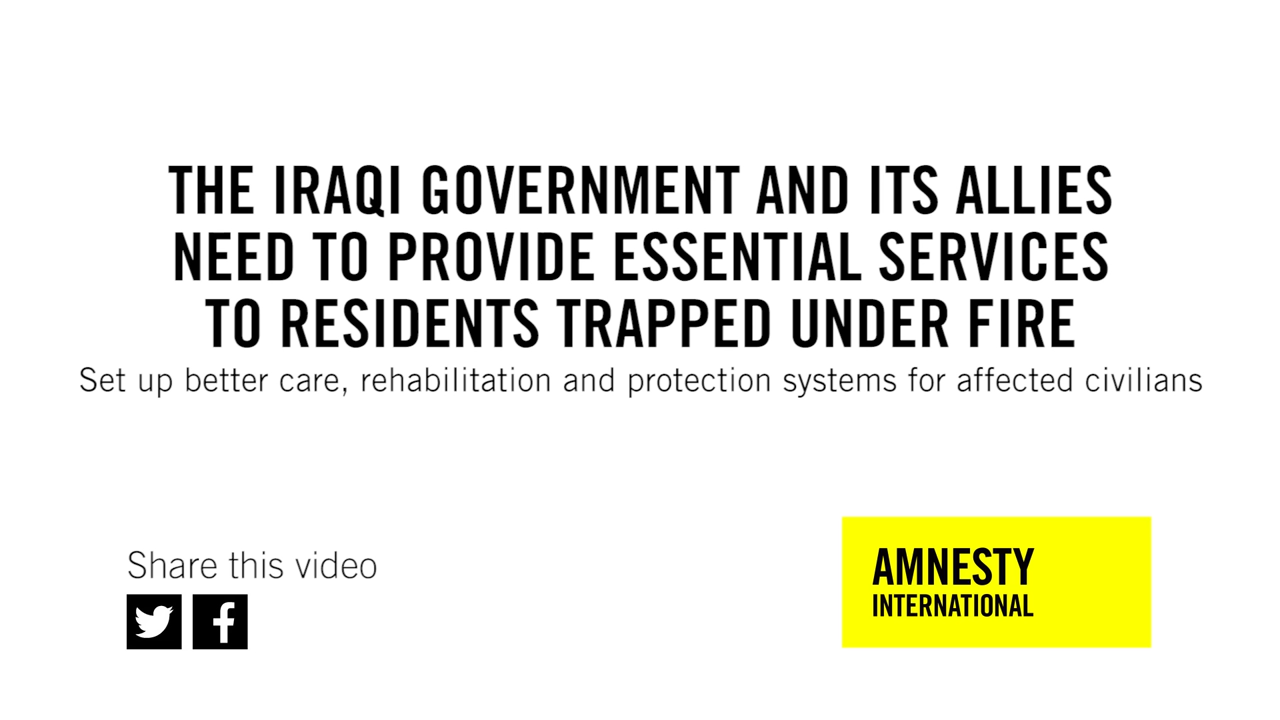 THE IRAQI GOVERNMENT AND ITS ALLIES
NEED TO PROVIDE ESSENTIAL SERVICES
TO RESIDENTS TRAPPED UNDER FIRE
Set up better care, rehabilitation and protection systems for affected civilians
Share this video
AMNESTY
INTERNATIONAL